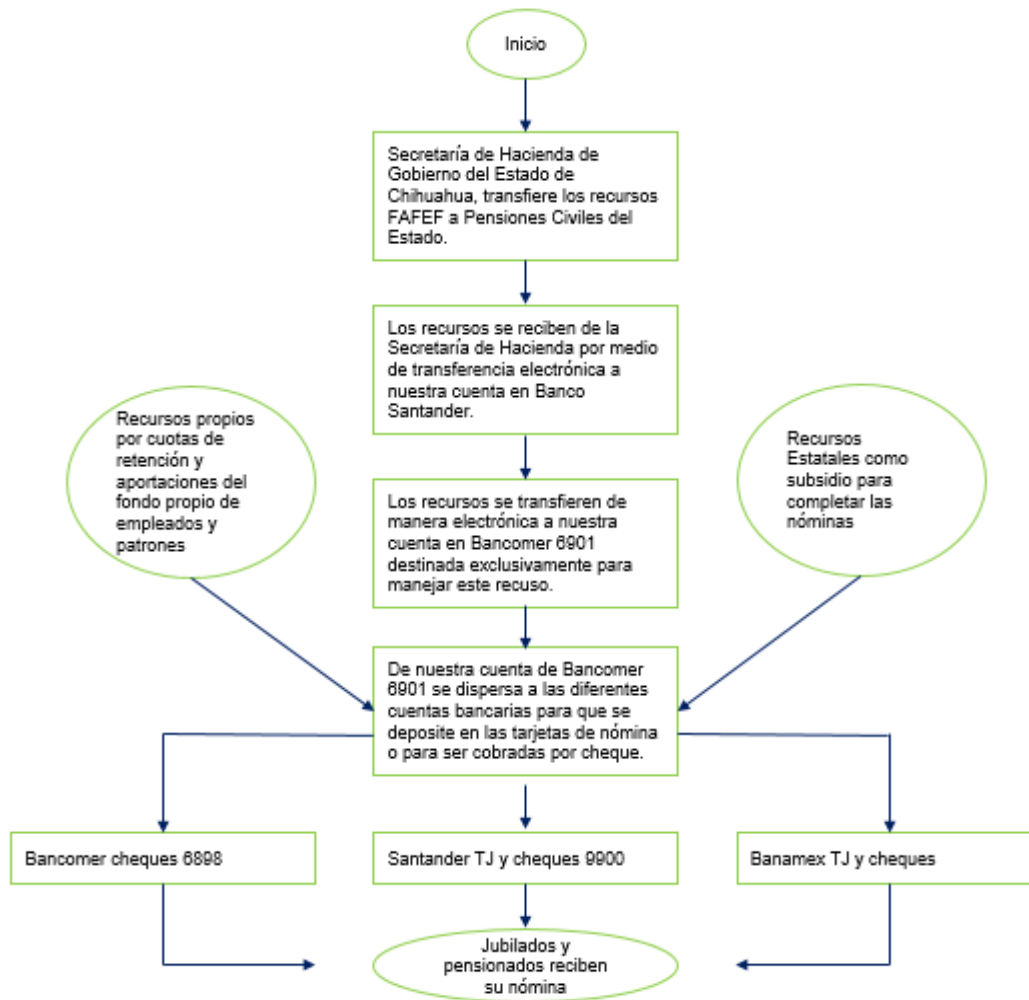 Inicio
Secretaría de Hacienda de
Gobierno del Estado de
Chihuahua, transfiere los recursos
FAFEF a Pensiones Civiles del
Estado.
Los recursos se reciben de la
Secretaría de Hacienda por medio
de transferencia electrónica a
nuestra cuenta en Banco
Santander.
Recursos propios
por cuotas de
retención y
aportaciones del
fondo propio de
empleados y
patrones
Los recursos se transfieren de
manera electrónica a nuestra
cuenta en Bancomer 6901
destinada exclusivamente para
manejar este recuso.
Recursos
Estatales como
subsidio para
completar las
nóminas
De nuestra cuenta de Bancomer
6901 se dispersa a las diferentes
cuentas bancarias para que se
deposite en las tarjetas de nómina
o para ser cobradas por cheque.
Bancomer cheques 6898
Santander TJ y cheques 9900
Banamex TJ y cheques
Jubilados y
pensionados reciben
su nómina